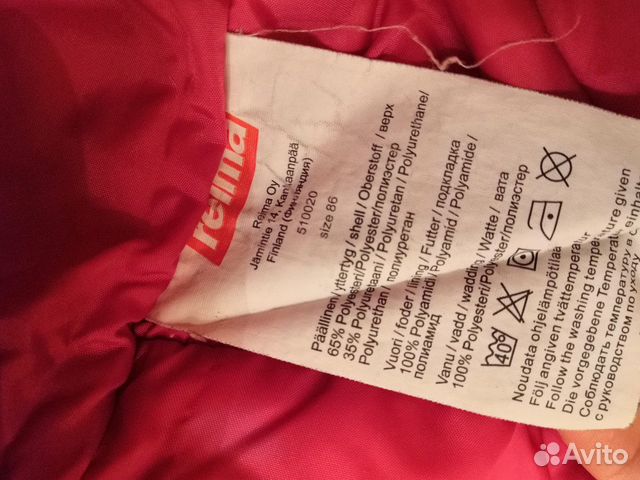 reima
Reima Oy
Jämintie 14, Kankaanpää
Finland (Финляндия)
510020
size 86
Päällinen / yttertyg / shell / Oberstoff / верх
65% Polyesteri/Polyester/полиэстер
35% Polyuretaani / Polyuretan / Polyurethane/
Polyurethan / полиуретан
Vuori / foder / lining / Futter / подкладка
100% Polyamidi / Polyamid / Polyamide /
полиамид
Vanu / vadd / wadding / Watte / вата
100% Polyesteri/Polyester/полиэстер
40°
Noudata ohjelämpötilaa
Följ angiven tvättemperatur
Follow the washing temperature given
Die vorgegebene Temperatur
Соблюдать температуру
с руководством по уходу
Avito